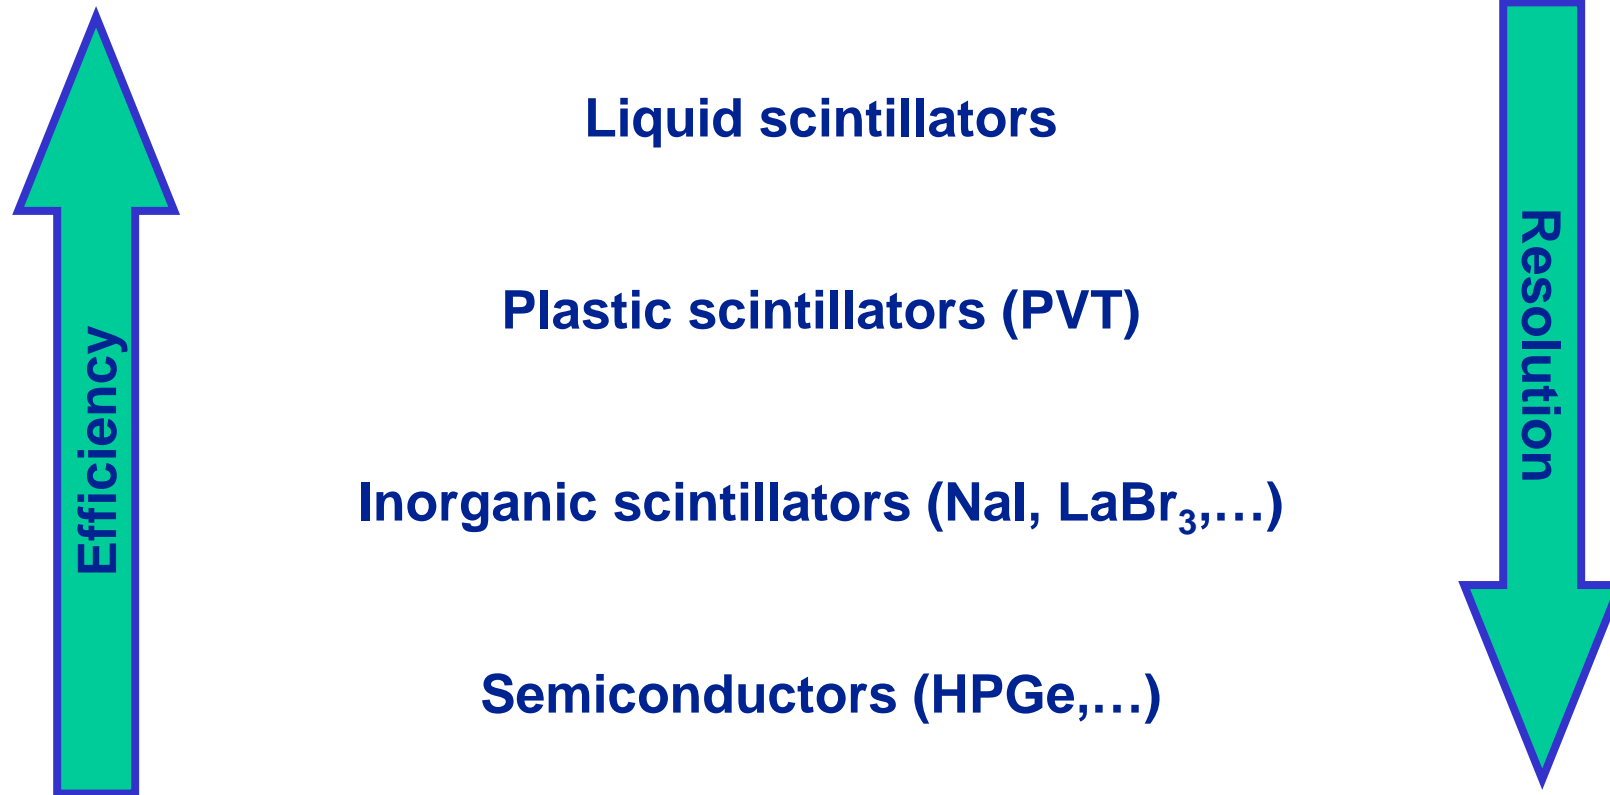 Liquid scintillators
Resolution
Plastic scintillators (PVT)
Efficiency
Inorganic scintillators (NaI, LaBr₃,…)
Semiconductors (HPGe,…)